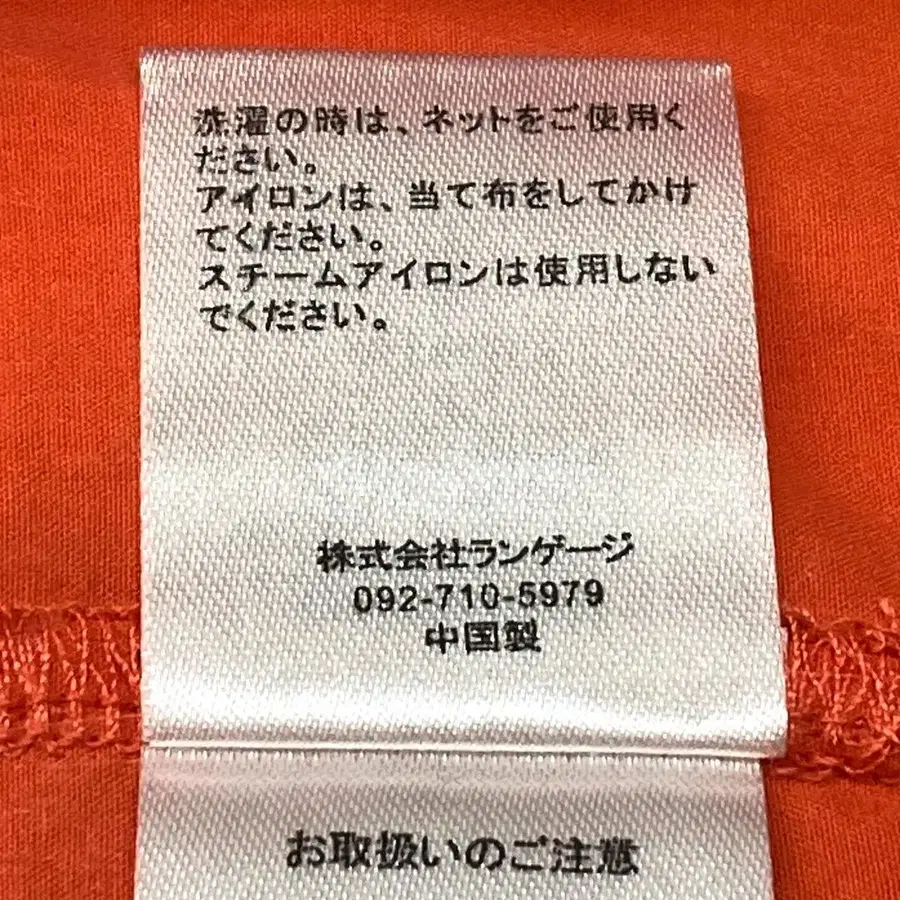 洗濯の時は、ネットをご使用く
ださい。
アイロンは、当て布をしてかけ
てください。
スチームアイロンは使用しない
でください。
株式会社ランゲージ
092-710-5979
中国製
お取扱いのご注意